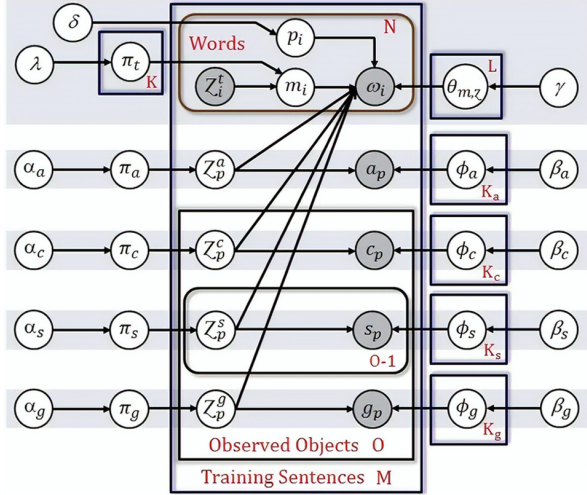 δ
p_i
N
Words
λ
π_t
K
Z_i^t
m_i
ω_i
L
θ_{m,z}
γ
α_a
π_a
Z_p^a
a_p
ϕ_a
K_a
β_a
α_c
π_c
Z_p^c
c_p
ϕ_c
K_c
β_c
α_s
π_s
Z_p^s
s_p
ϕ_s
K_s
β_s
O-1
α_g
π_g
Z_p^g
g_p
ϕ_g
K_g
β_g
Observed Objects O
Training Sentences M